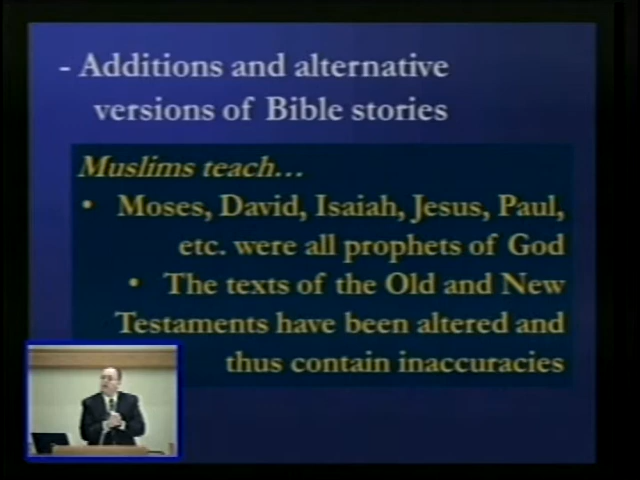 - Additions and alternative
versions of Bible stories
Muslims teach…
• Moses, David, Isaiah, Jesus, Paul,
etc. were all prophets of God
• The texts of the Old and New
Testaments have been altered and
thus contain inaccuracies